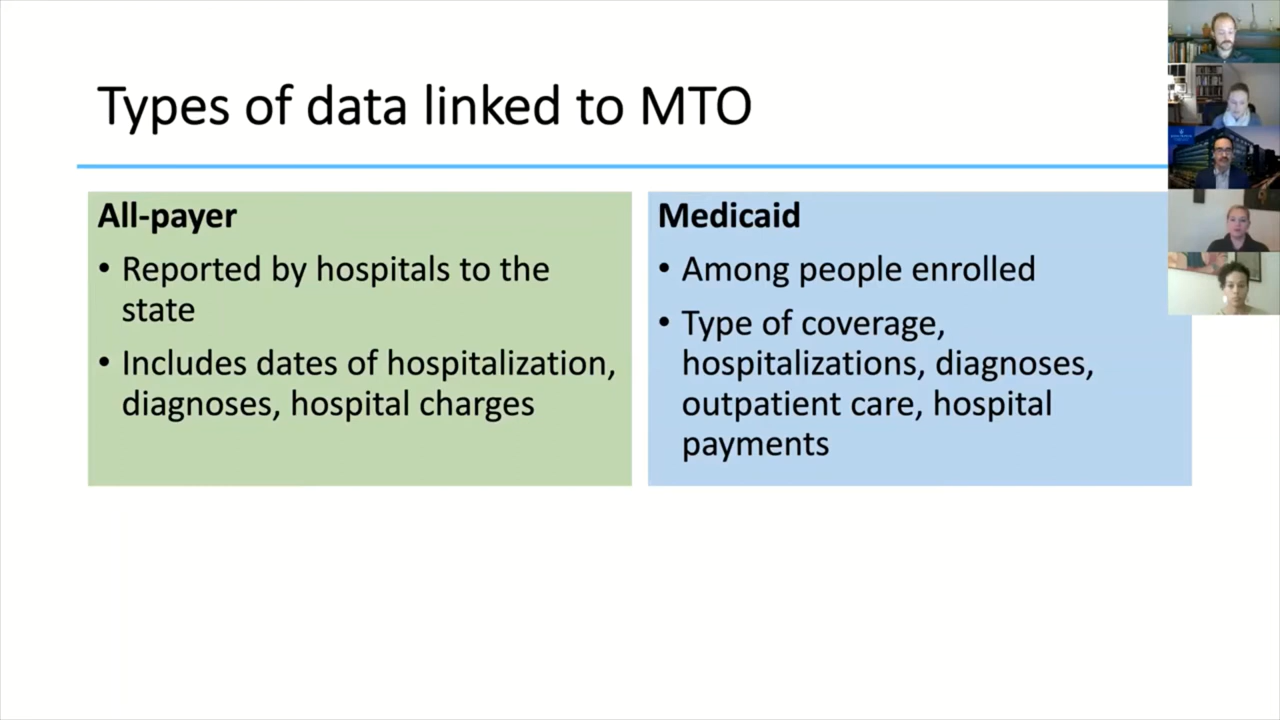 Types of data linked to MTO
All-payer
• Reported by hospitals to the
state
• Includes dates of hospitalization,
diagnoses, hospital charges
Medicaid
• Among people enrolled
• Type of coverage,
hospitalizations, diagnoses,
outpatient care, hospital
payments